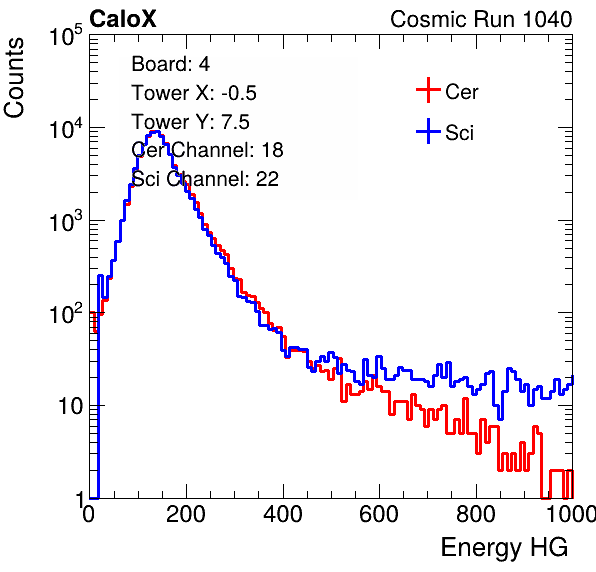 CaloX Cosmic Run 1040
Counts
10^5
10^4
10^3
10^2
10
1
Board: 4
Tower X: -0.5
Tower Y: 7.5
Cer Channel: 18
Sci Channel: 22
Cer
Sci
0 200 400 600 800 1000
Energy HG